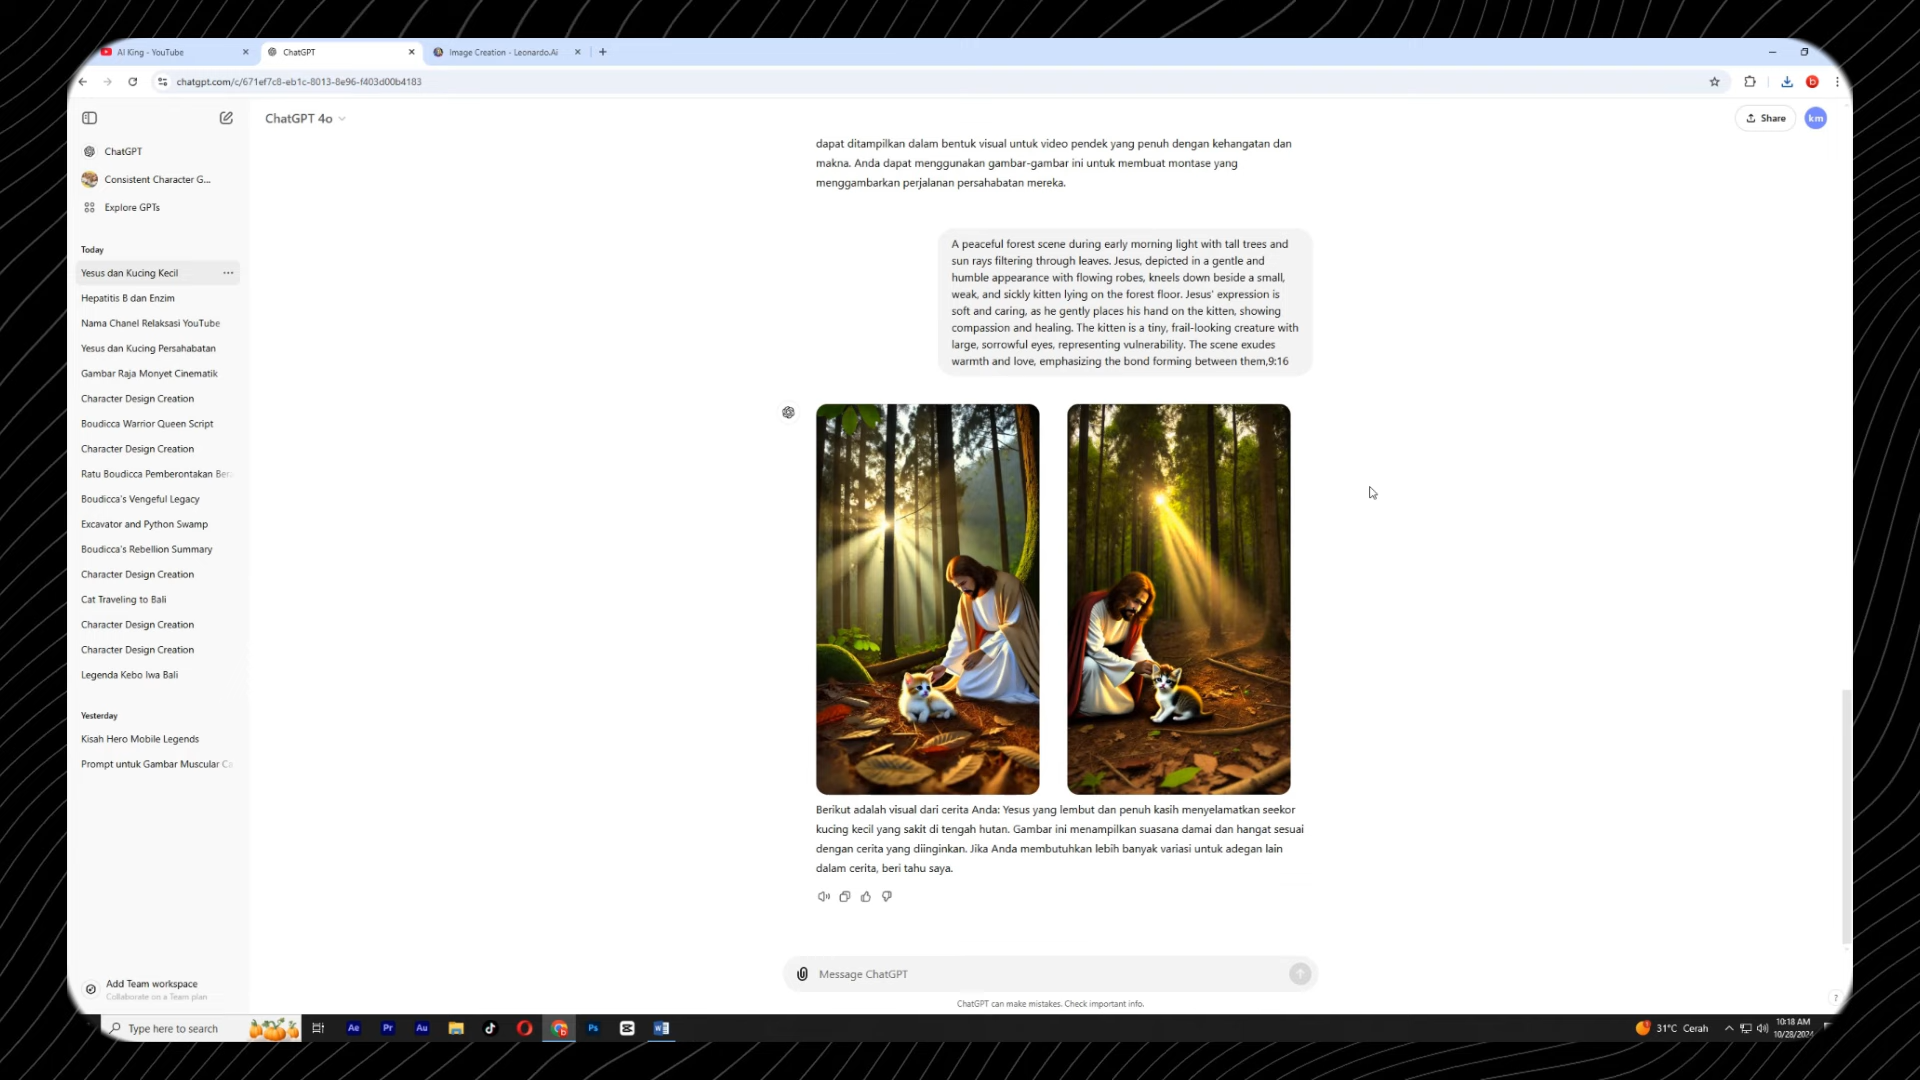 AI King - YouTube
ChatGPT
Image Creation - Leonardo.Ai
chatgpt.com/c/671ef7c8-eb1c-8013-8e96-f403d00b4183
b
ChatGPT 4o
Share
km
ChatGPT
Consistent Character G...
Explore GPTs
Today
Yesus dan Kucing Kecil
Hepatitis B dan Enzim
Nama Chanel Relaksasi YouTube
Yesus dan Kucing Persahabatan
Gambar Raja Monyet Cinematik
Character Design Creation
Boudicca Warrior Queen Script
Character Design Creation
Ratu Boudicca Pemberontakan Ber
Boudicca's Vengeful Legacy
Excavator and Python Swamp
Boudicca's Rebellion Summary
Character Design Creation
Cat Traveling to Bali
Character Design Creation
Character Design Creation
Legenda Kebo Iwa Bali
Yesterday
Kisah Hero Mobile Legends
Prompt untuk Gambar Muscular Ca
Add Team workspace
Collaborate on a Team plan
dapat ditampilkan dalam bentuk visual untuk video pendek yang penuh dengan kehangatan dan
makna. Anda dapat menggunakan gambar-gambar ini untuk membuat montase yang
menggambarkan perjalanan persahabatan mereka.
A peaceful forest scene during early morning light with tall trees and
sun rays filtering through leaves. Jesus, depicted in a gentle and
humble appearance with flowing robes, kneels down beside a small,
weak, and sickly kitten lying on the forest floor. Jesus' expression is
soft and caring, as he gently places his hand on the kitten, showing
compassion and healing. The kitten is a tiny, frail-looking creature with
large, sorrowful eyes, representing vulnerability. The scene exudes
warmth and love, emphasizing the bond forming between them,9:16
Berikut adalah visual dari cerita Anda: Yesus yang lembut dan penuh kasih menyelamatkan seekor
kucing kecil yang sakit di tengah hutan. Gambar ini menampilkan suasana damai dan hangat sesuai
dengan cerita yang diinginkan. Jika Anda membutuhkan lebih banyak variasi untuk adegan lain
dalam cerita, beri tahu saya.
Message ChatGPT
ChatGPT can make mistakes. Check important info.
?
Type here to search
Ae
Pr
Au
Ps
31°C Cerah
10:18 AM
10/28/2024